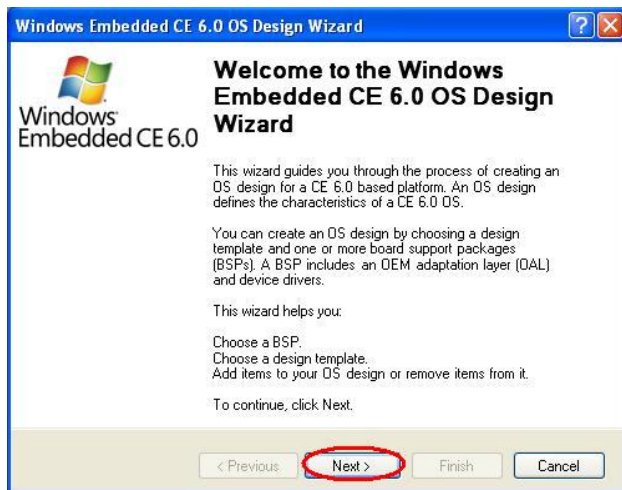 Windows Embedded CE 6.0 OS Design Wizard
Windows
Embedded CE 6.0
Welcome to the Windows
Embedded CE 6.0 OS Design
Wizard
This wizard guides you through the process of creating an
OS design for a CE 6.0 based platform. An OS design
defines the characteristics of a CE 6.0 OS.
You can create an OS design by choosing a design
template and one or more board support packages
(BSPs). A BSP includes an OEM adaptation layer (OAL)
and device drivers.
This wizard helps you:
Choose a BSP.
Choose a design template.
Add items to your OS design or remove items from it.
To continue, click Next.
< Previous Next > Finish Cancel